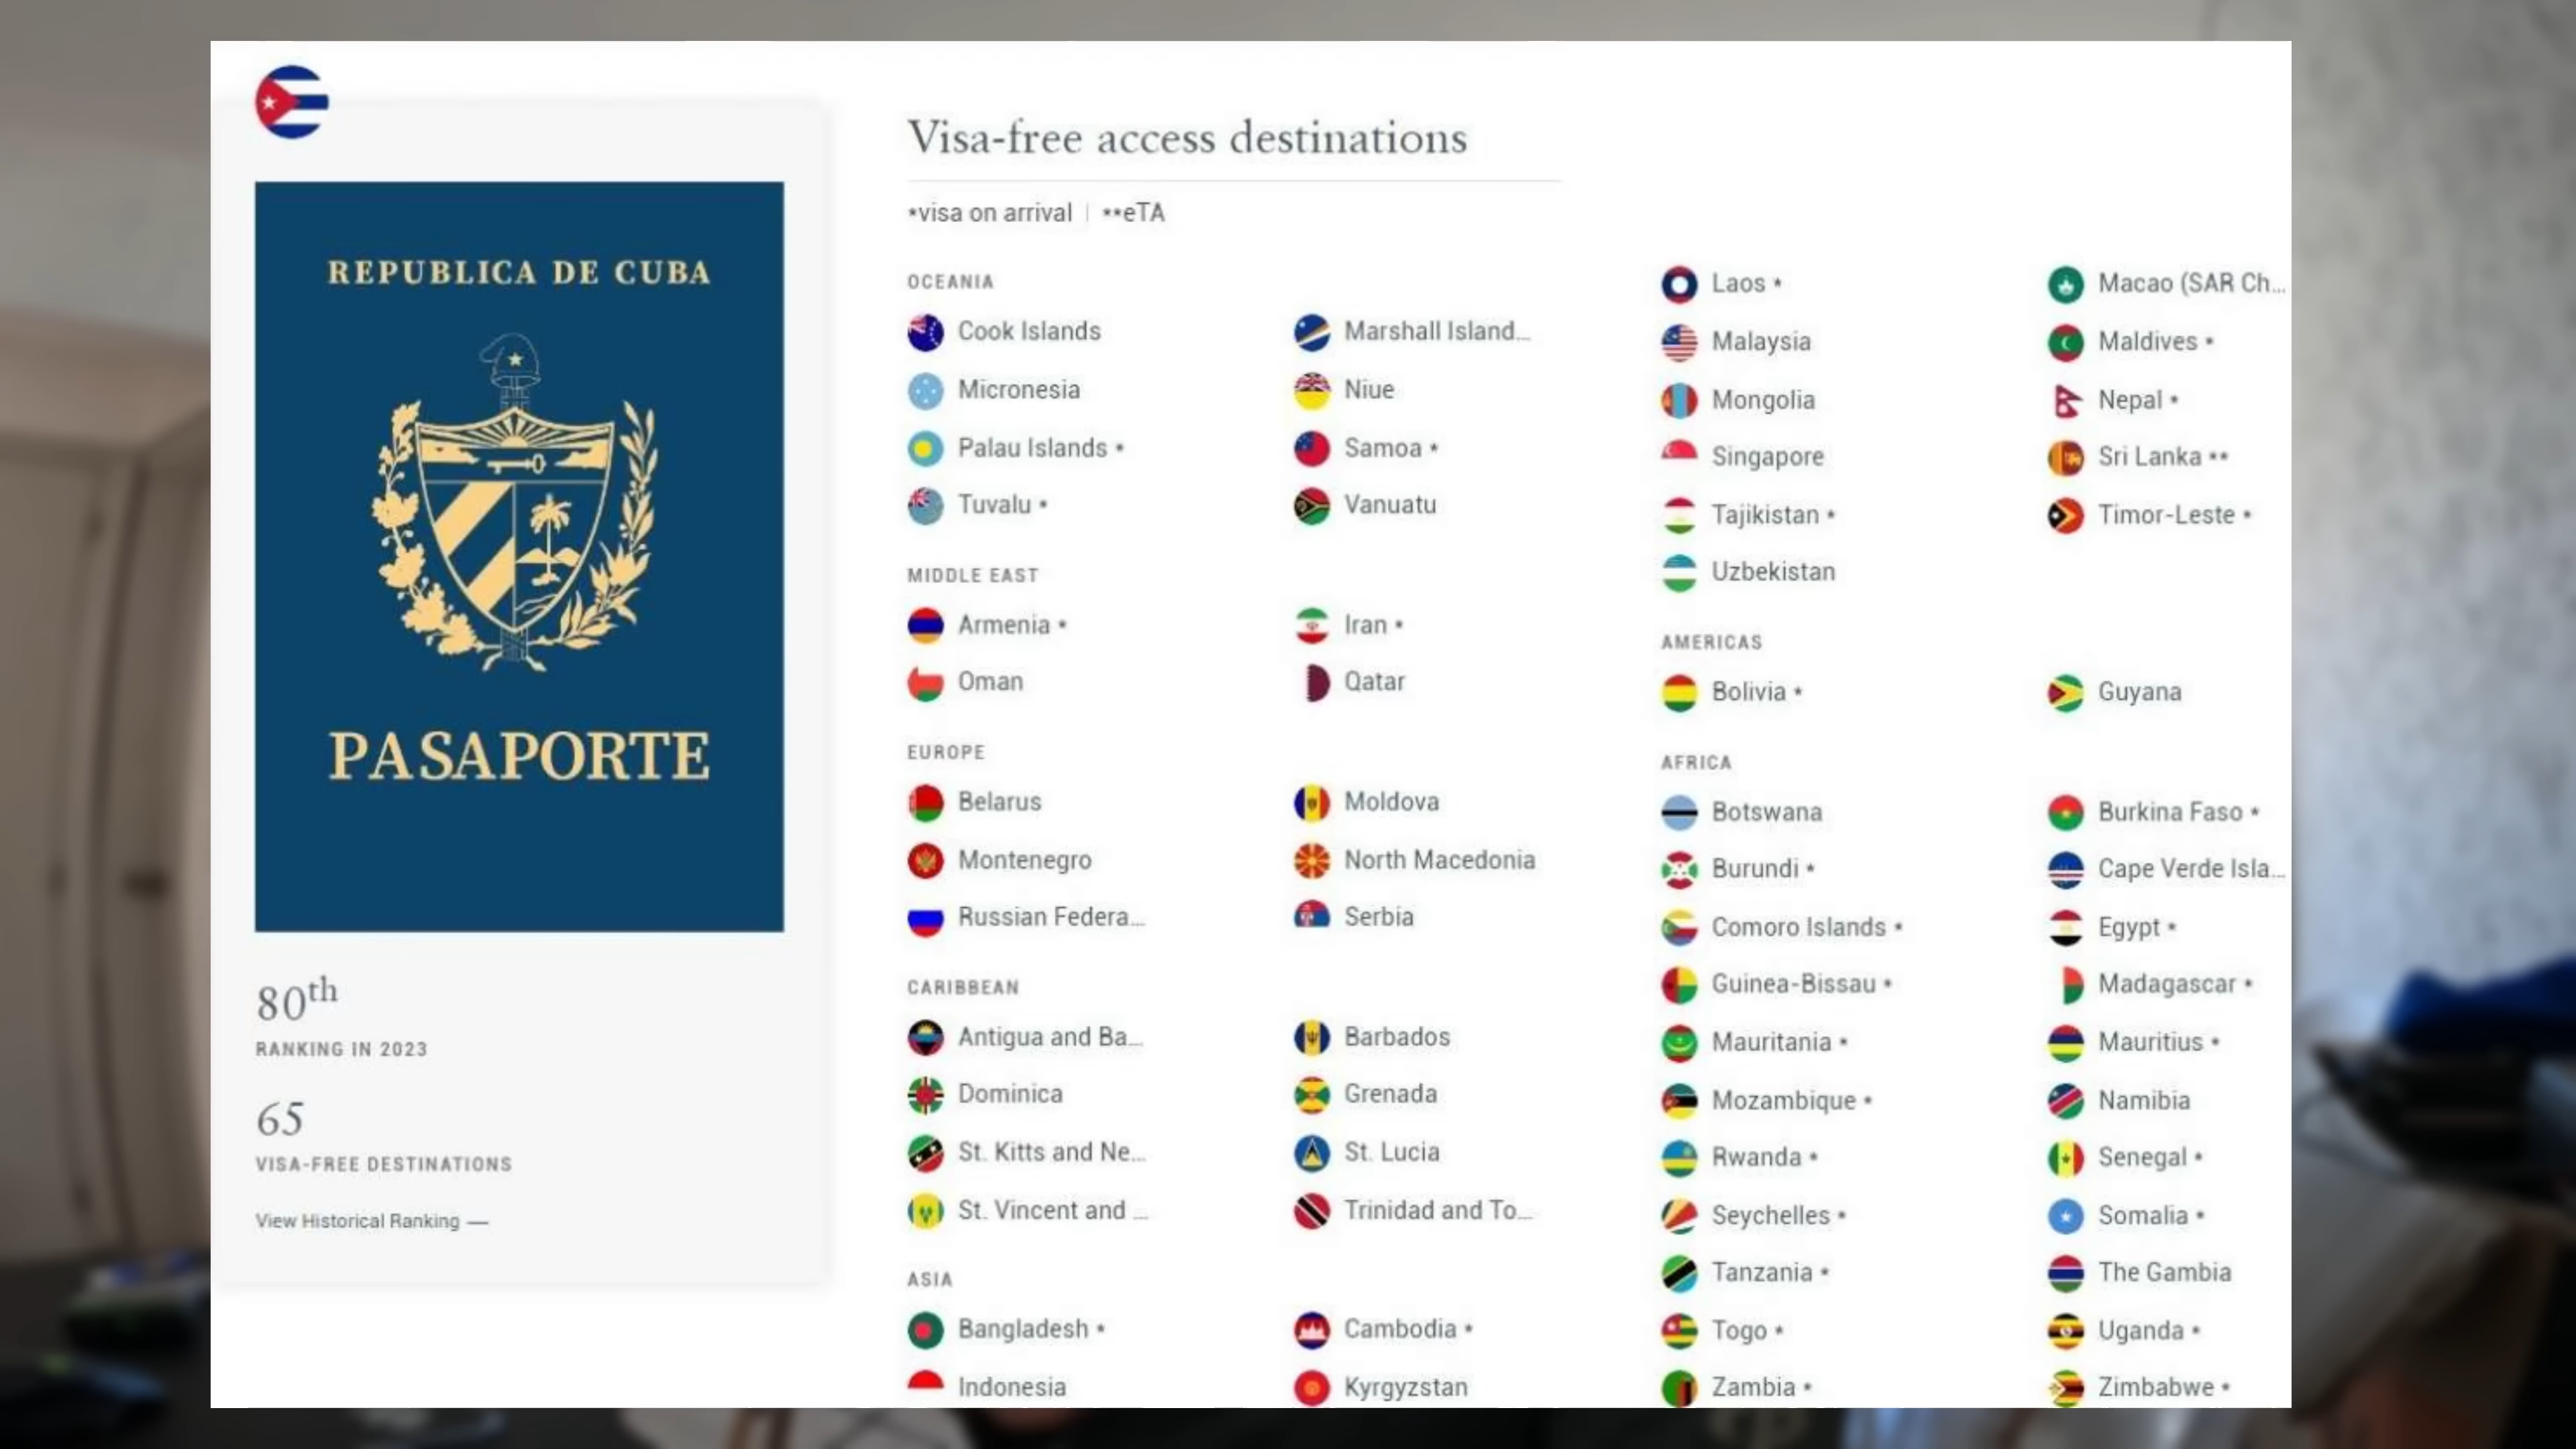 REPUBLICA DE CUBA
PASAPORTE
80th
RANKING IN 2023
65
VISA-FREE DESTINATIONS
View Historical Ranking —
Visa-free access destinations
*visa on arrival | **eTA
OCEANIA
Cook Islands
Marshall Island...
Micronesia
Niue
Palau Islands *
Samoa *
Tuvalu *
Vanuatu
MIDDLE EAST
Armenia *
Iran *
Oman
Qatar
EUROPE
Belarus
Moldova
Montenegro
North Macedonia
Russian Federa...
Serbia
CARIBBEAN
Antigua and Ba...
Barbados
Dominica
Grenada
St. Kitts and Ne...
St. Lucia
St. Vincent and ...
Trinidad and To...
ASIA
Bangladesh *
Cambodia *
Indonesia
Kyrgyzstan
Laos *
Macao (SAR Ch...
Malaysia
Maldives *
Mongolia
Nepal *
Singapore
Sri Lanka **
Tajikistan *
Timor-Leste *
Uzbekistan
AMERICAS
Bolivia *
Guyana
AFRICA
Botswana
Burkina Faso *
Burundi *
Cape Verde Isla...
Comoro Islands *
Egypt *
Guinea-Bissau *
Madagascar *
Mauritania *
Mauritius *
Mozambique *
Namibia
Rwanda *
Senegal *
Seychelles *
Somalia *
Tanzania *
The Gambia
Togo *
Uganda *
Zambia *
Zimbabwe *